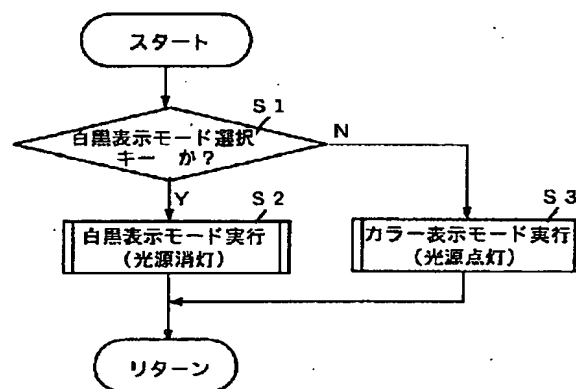 スタート
S1
白黒表示モード選択
キー か?
N
Y
S2
S3
白黒表示モード実行
(光源消灯)
カラー表示モード実行
(光源点灯)
リターン